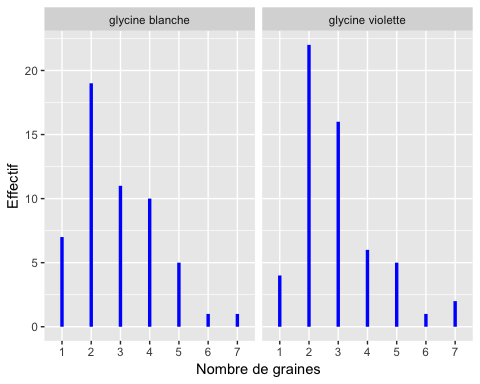 glycine blanche glycine violette
Effectif
20
15
10
5
0
1 2 3 4 5 6 7 1 2 3 4 5 6 7
Nombre de graines